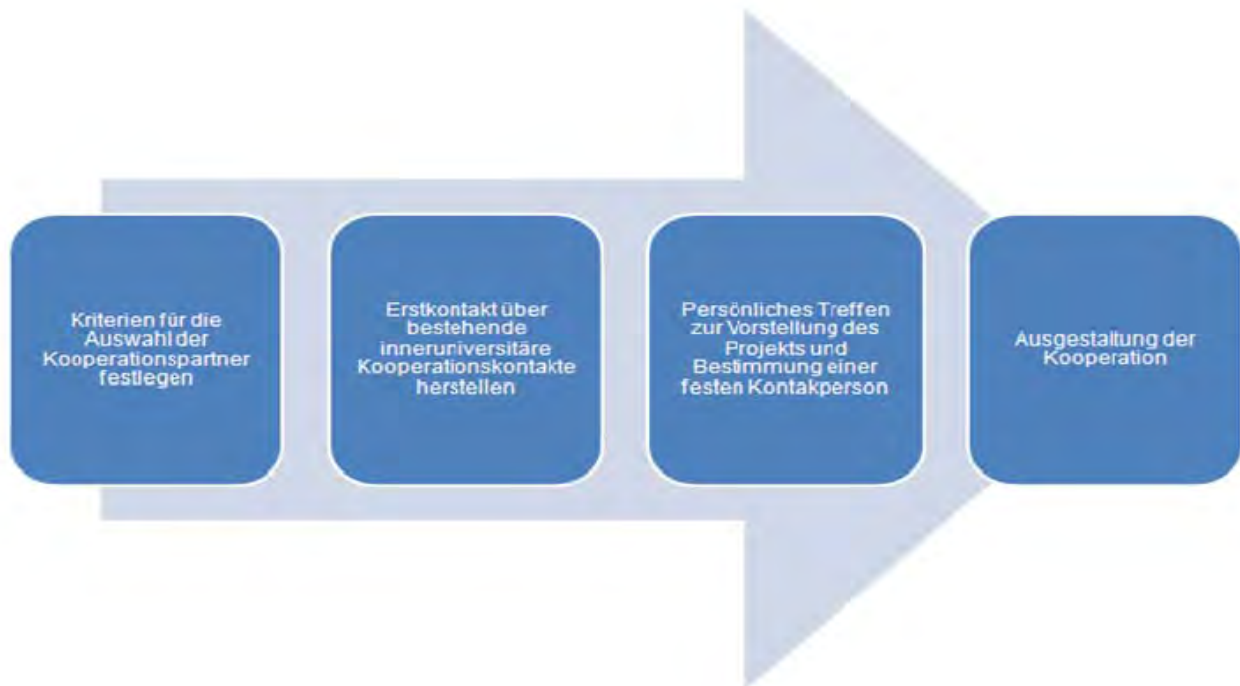 Kriterien für die
Auswahl der
Kooperationspartner
festlegen
Erstkontakt über
bestehende
inneruniversitäre
Kooperationskontakte
herstellen
Persönliches Treffen
zur Vorstellung des
Projekts und
Bestimmung einer
festen Kontakperson
Ausgestaltung der
Kooperation